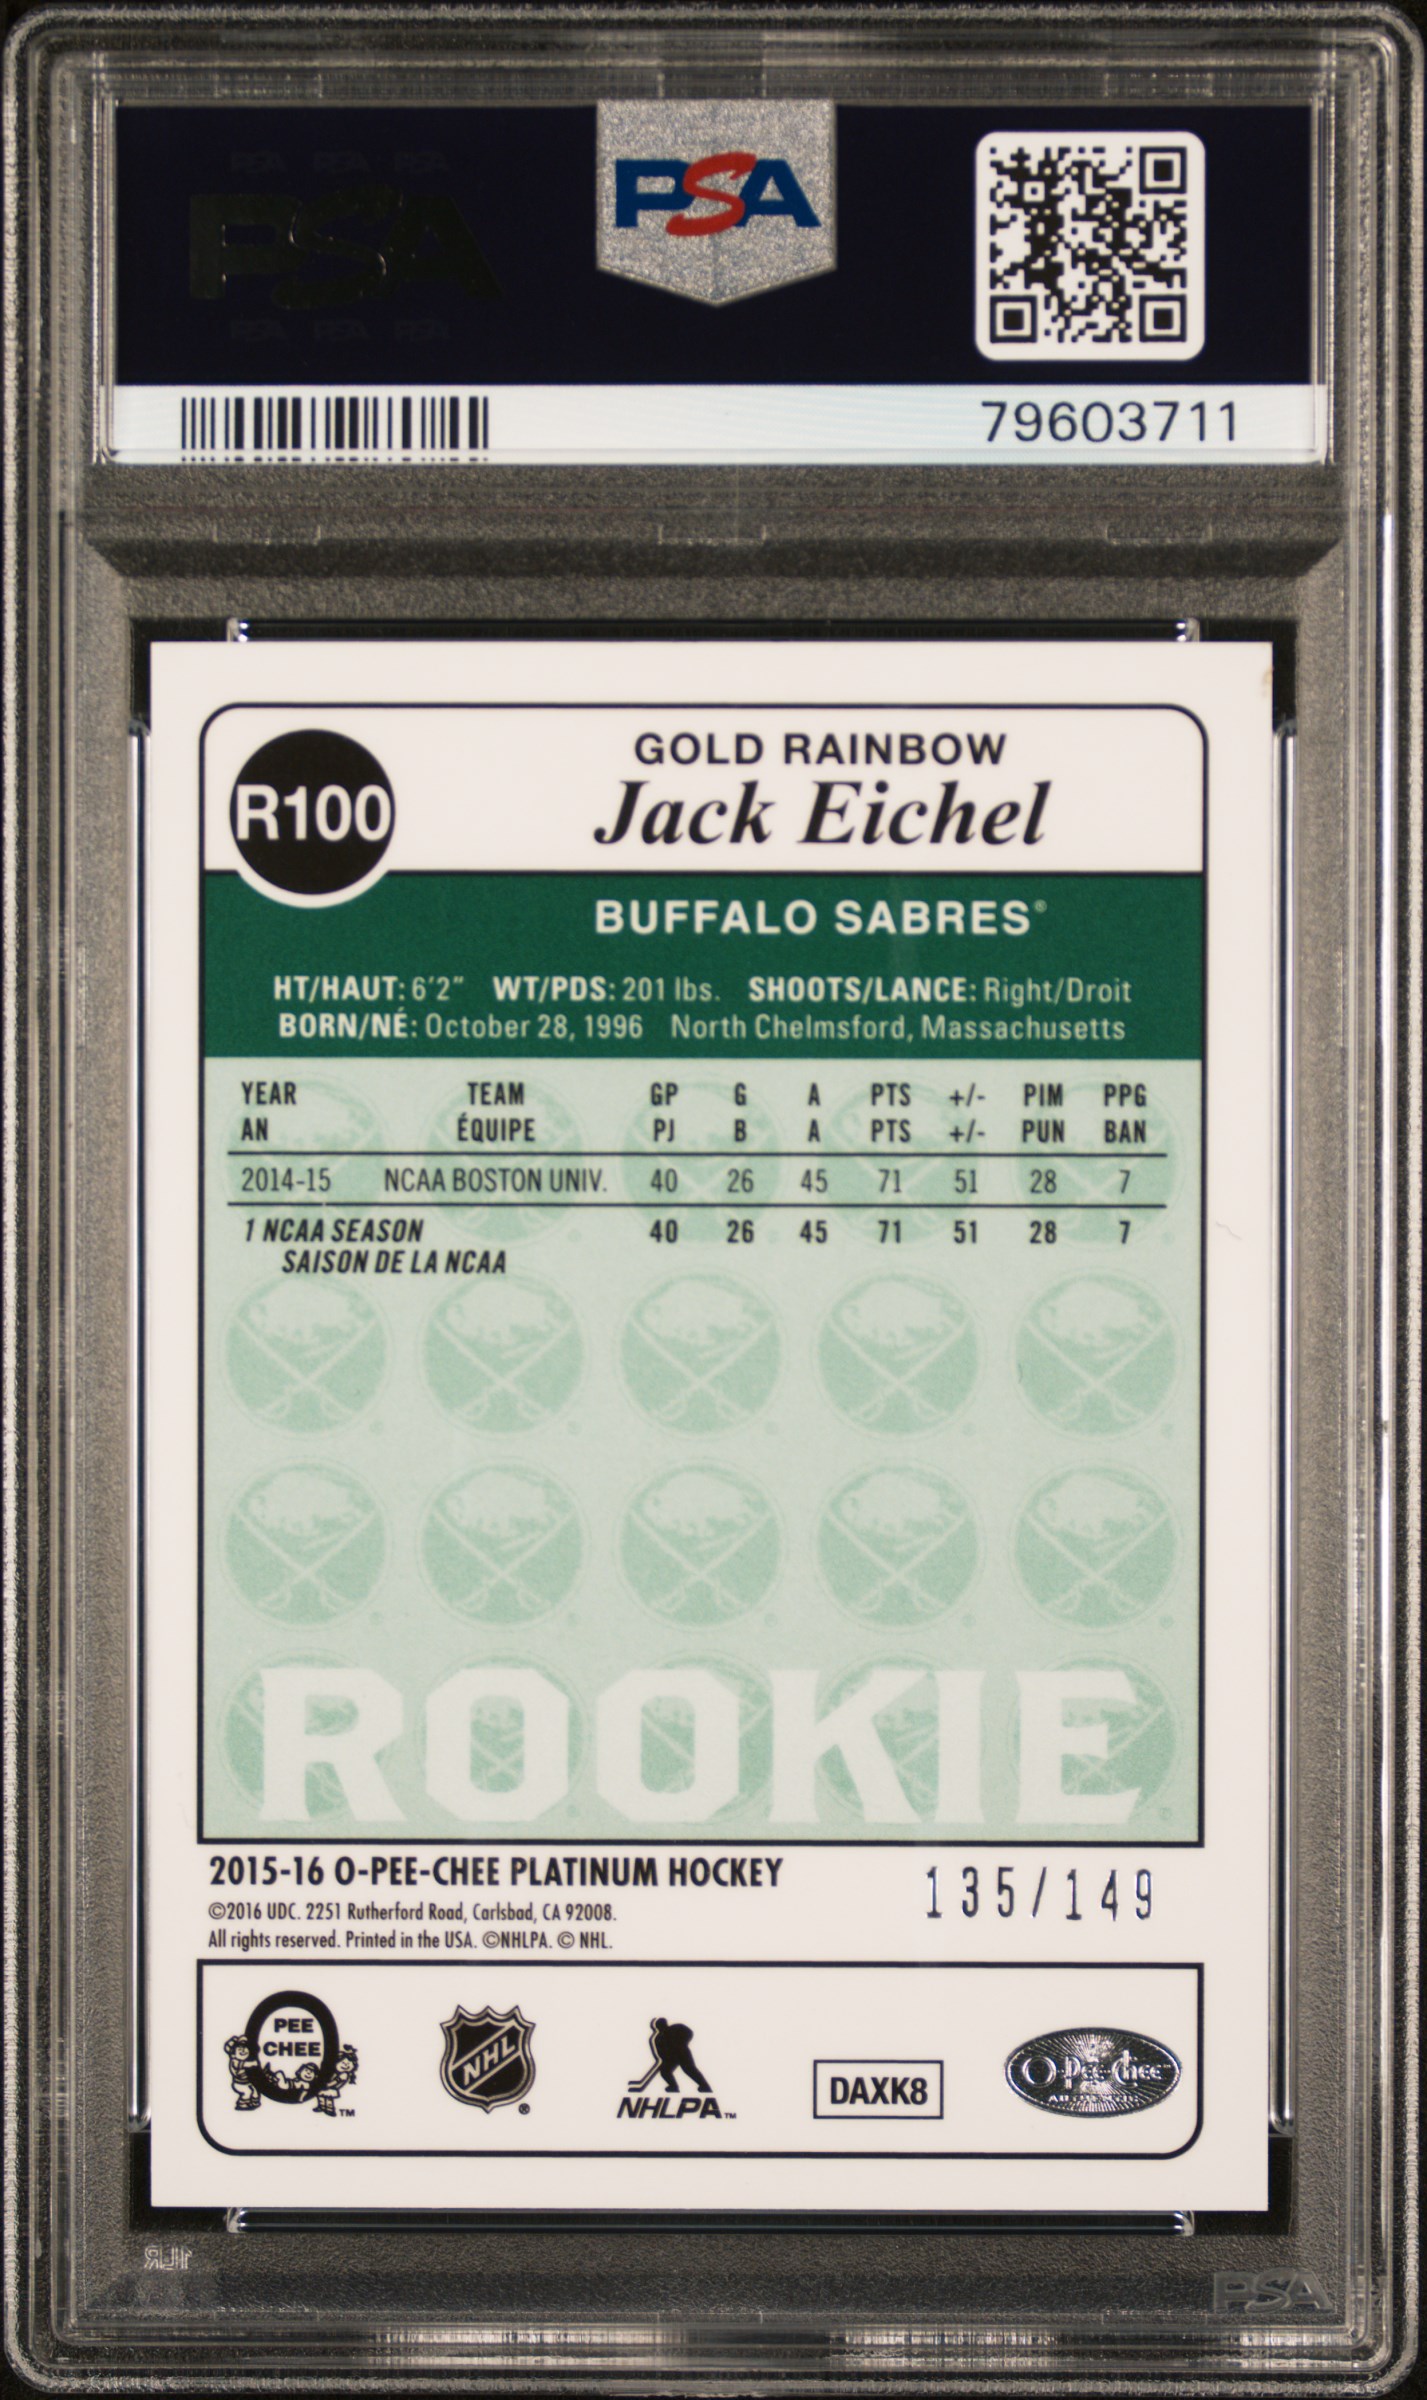 PSA
79603711
R100
GOLD RAINBOW
Jack Eichel
BUFFALO SABRES®
HT/HAUT: 6'2" WT/PDS: 201 lbs. SHOOTS/LANCE: Right/Droit
BORN/NÉ: October 28, 1996 North Chelmsford, Massachusetts
YEAR TEAM GP G A PTS +/- PIM PPG
AN ÉQUIPE PJ B A PTS +/- PUN BAN
2014-15 NCAA BOSTON UNIV. 40 26 45 71 51 28 7
1 NCAA SEASON 40 26 45 71 51 28 7
SAISON DE LA NCAA
ROOKIE
2015-16 O-PEE-CHEE PLATINUM HOCKEY
135/149
©2016 UDC. 2251 Rutherford Road, Carlsbad, CA 92008.
All rights reserved. Printed in the USA. ©NHLPA. © NHL.
O PEE CHEE ™
NHL ®
NHLPA ™
DAXK8
O-Pee-Chee
PSA